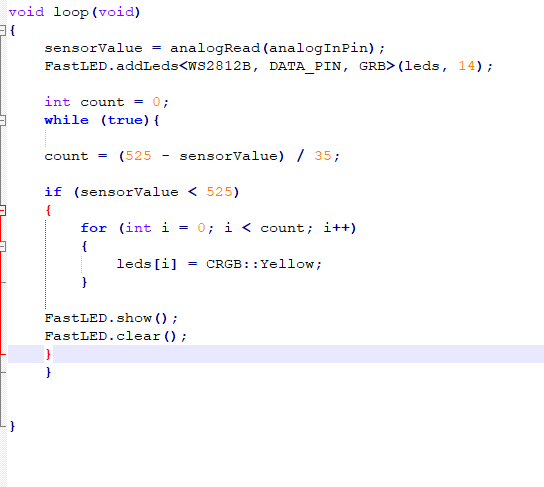 void loop(void)
{
sensorValue = analogRead(analogInPin);
FastLED.addLeds<WS2812B, DATA_PIN, GRB>(leds, 14);
int count = 0;
while (true){
count = (525 - sensorValue) / 35;
if (sensorValue < 525)
{
for (int i = 0; i < count; i++)
{
leds[i] = CRGB::Yellow;
}
FastLED.show();
FastLED.clear();
}
}
}